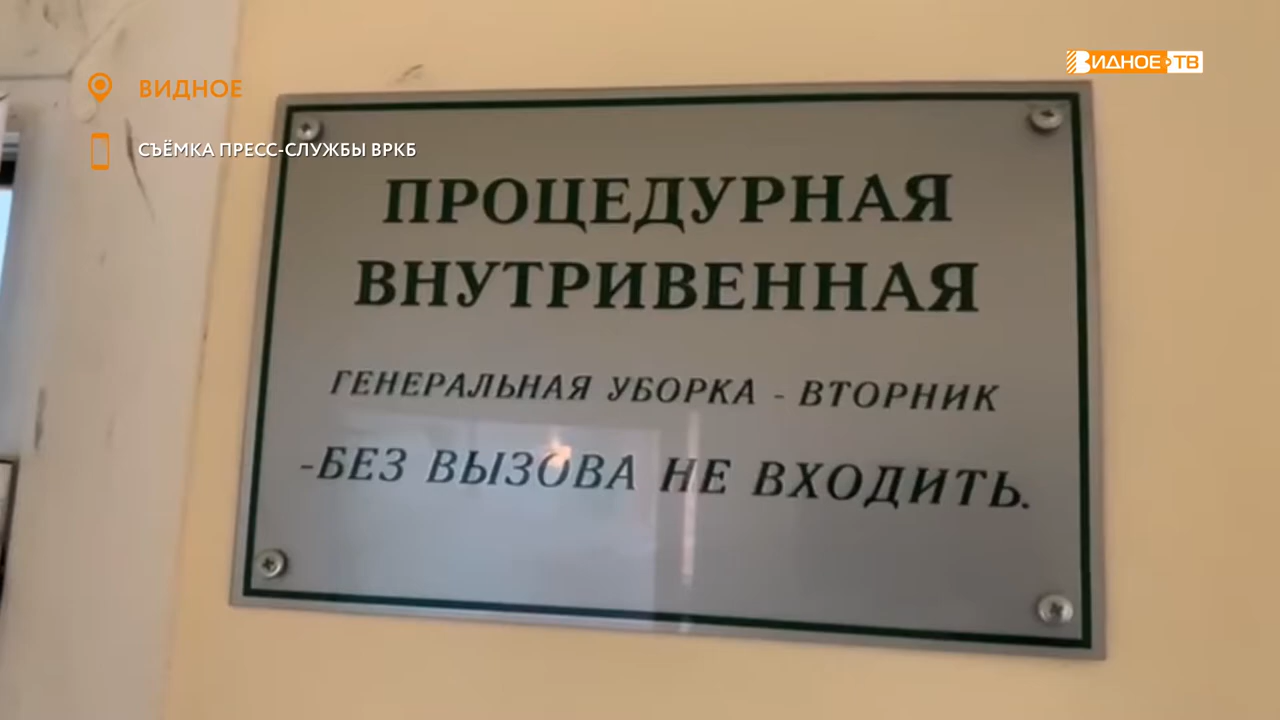 ВИДНОЕ
ВИДНОЕ ТВ
СЪЁМКА ПРЕСС-СЛУЖБЫ ВРКБ
ПРОЦЕДУРНАЯ
ВНУТРИВЕННАЯ
ГЕНЕРАЛЬНАЯ УБОРКА - ВТОРНИК
-БЕЗ ВЫЗОВА НЕ ВХОДИТЬ.